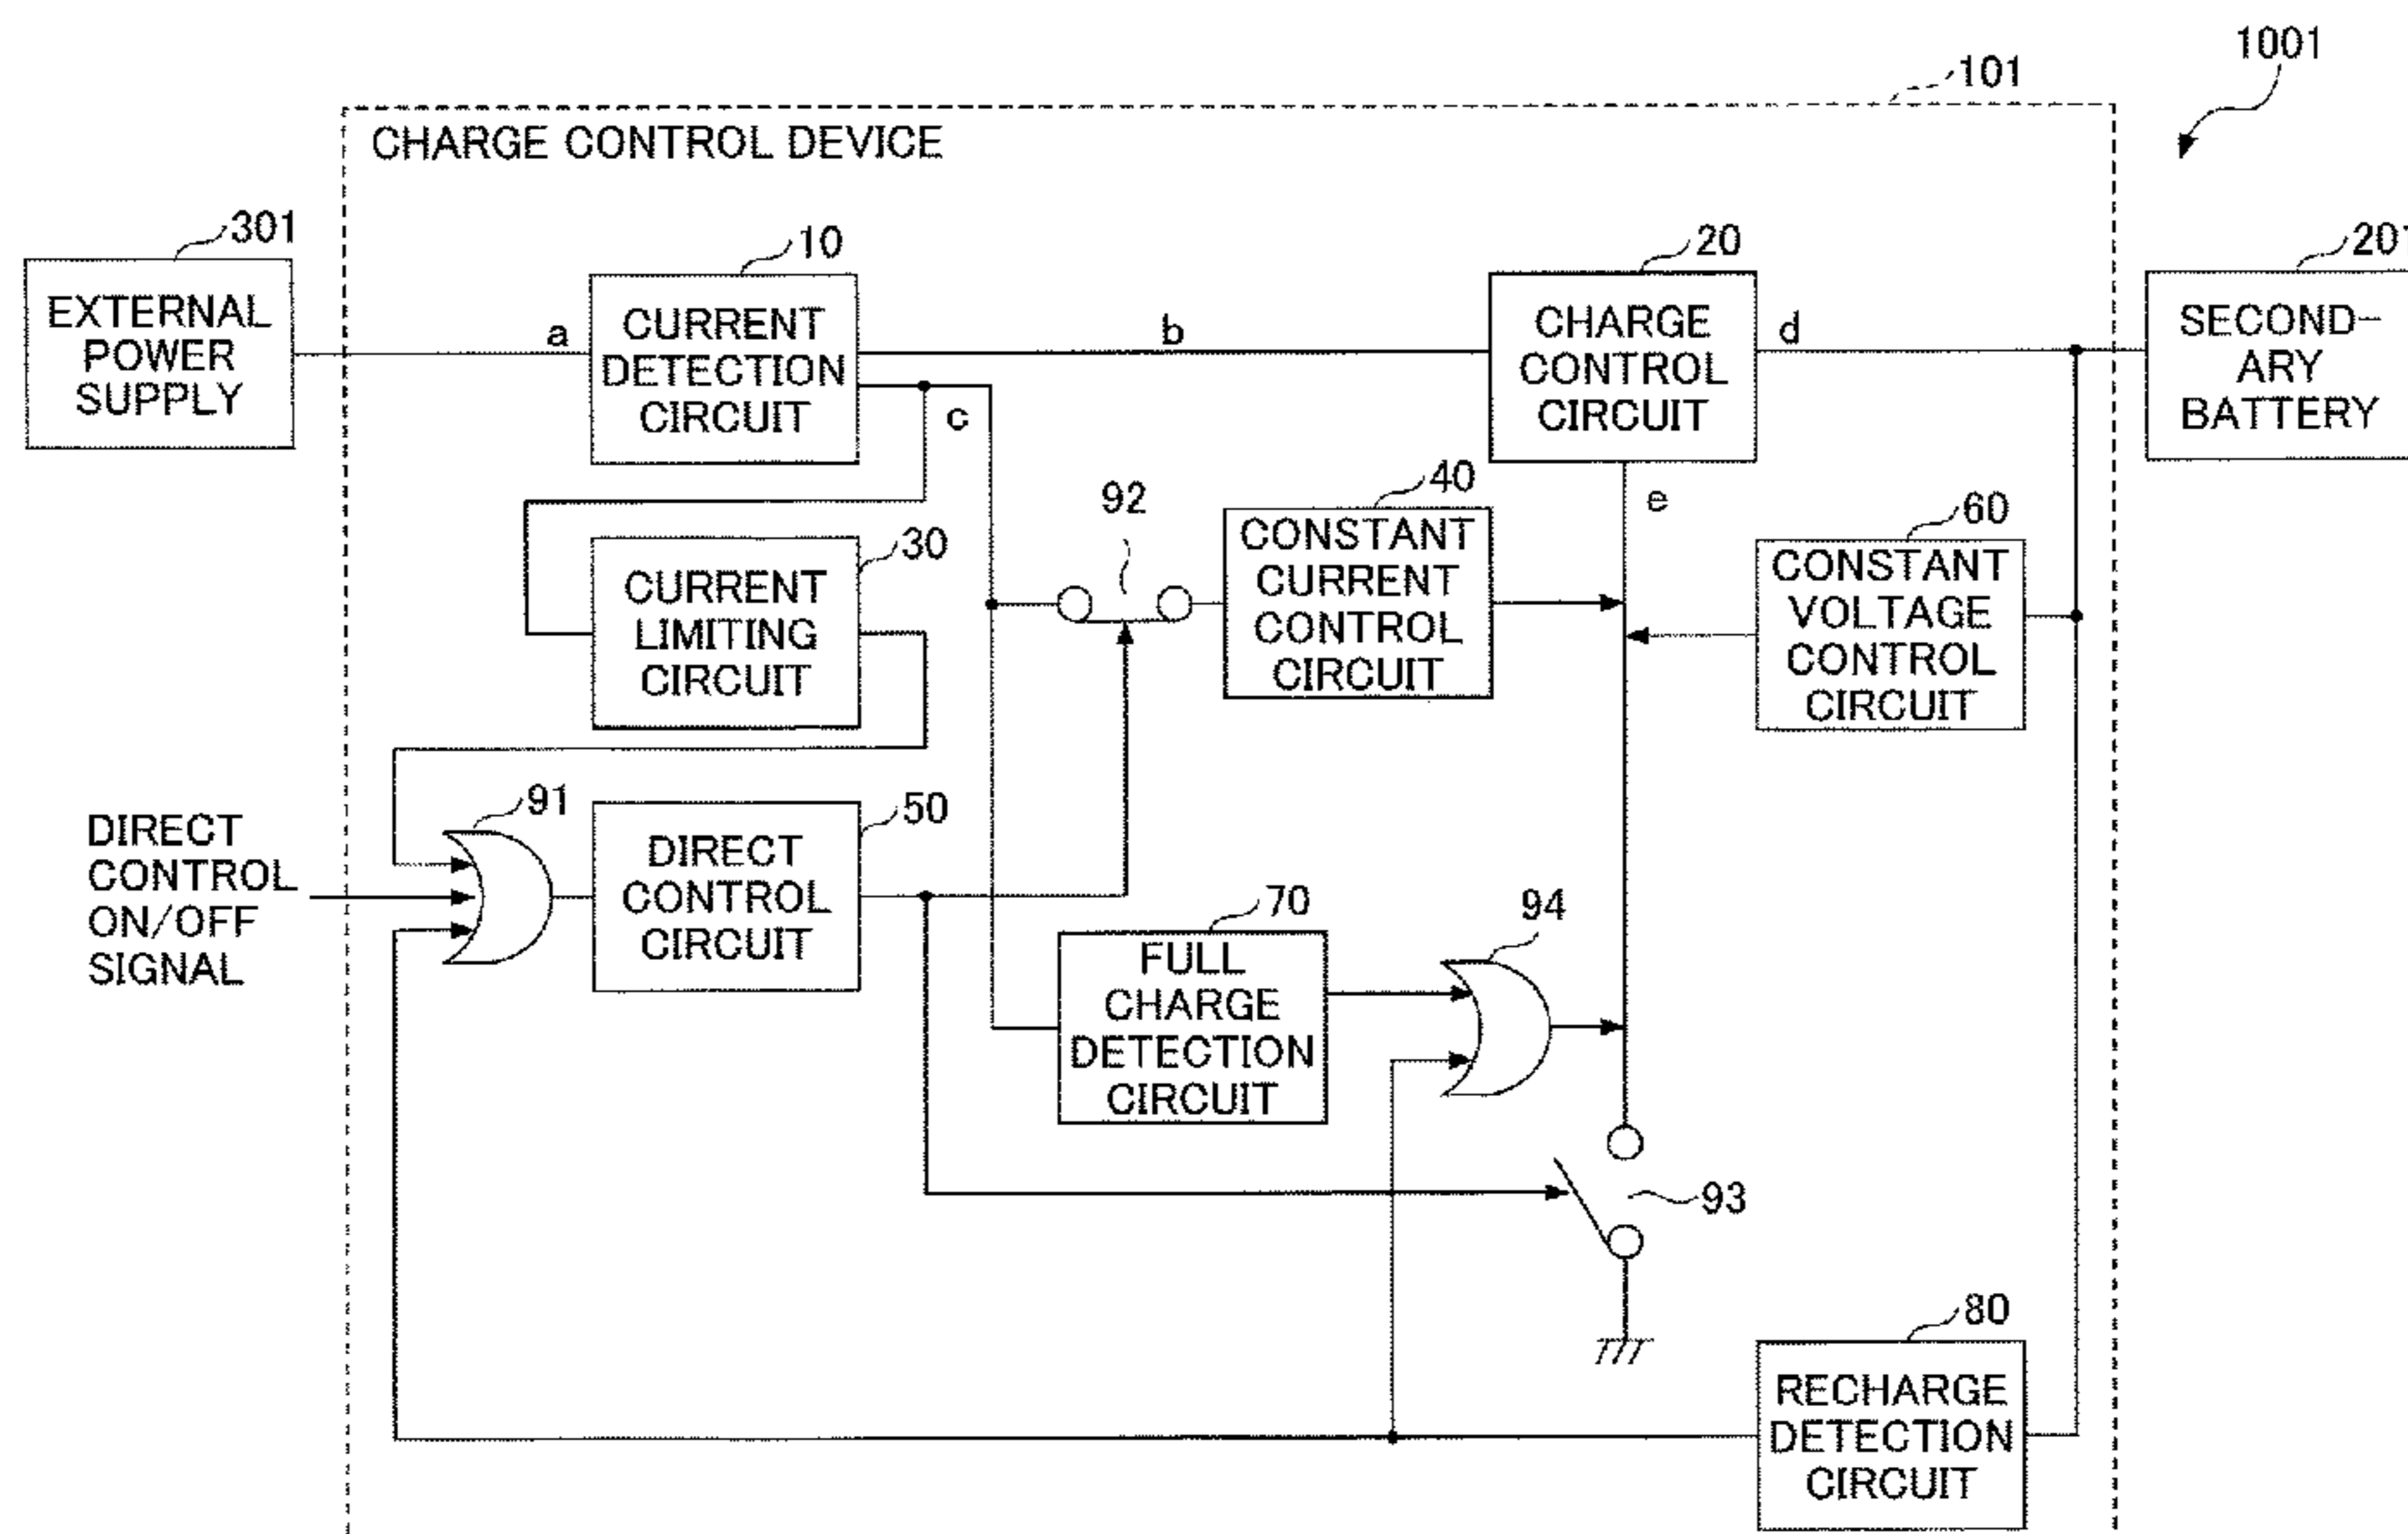 1001
101
CHARGE CONTROL DEVICE
301
10
20
201
EXTERNAL
POWER
SUPPLY
a
CURRENT
DETECTION
CIRCUIT
b
c
CHARGE
CONTROL
CIRCUIT
d
e
SECOND-
ARY
BATTERY
30
CURRENT
LIMITING
CIRCUIT
92
40
CONSTANT
CURRENT
CONTROL
CIRCUIT
60
CONSTANT
VOLTAGE
CONTROL
CIRCUIT
DIRECT
CONTROL
ON/OFF
SIGNAL
91
50
DIRECT
CONTROL
CIRCUIT
70
FULL
CHARGE
DETECTION
CIRCUIT
94
93
80
RECHARGE
DETECTION
CIRCUIT